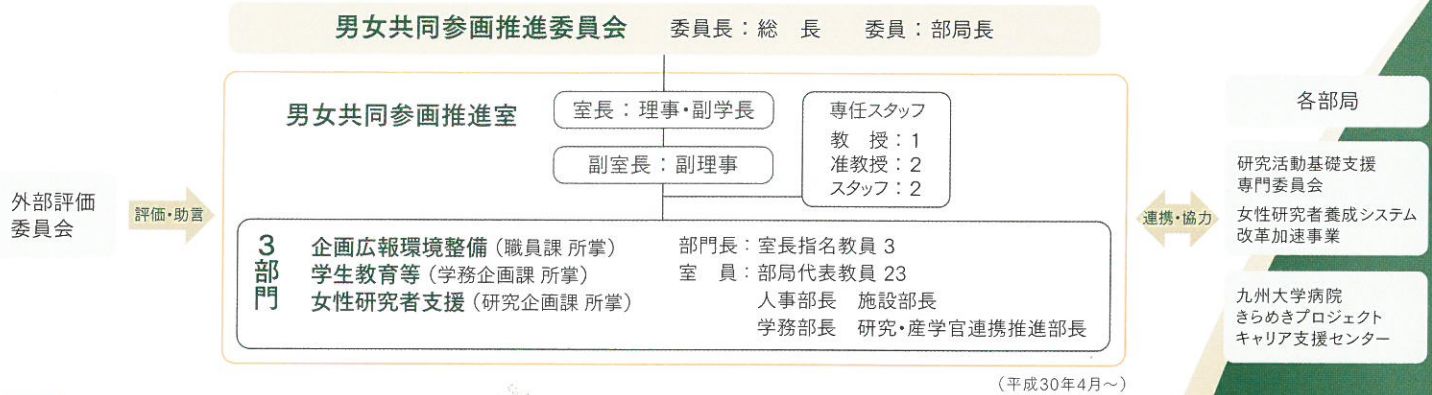 男女共同参画推進委員会 委員長：総 長 委員：部局長
男女共同参画推進室
室長：理事・副学長
副室長：副理事
専任スタッフ
教 授：1
准教授：2
スタッフ：2
外部評価
委員会
評価・助言
3部門
企画広報環境整備（職員課 所掌）
学生教育等（学務企画課 所掌）
女性研究者支援（研究企画課 所掌）
部門長：室長指名教員 3
室 員：部局代表教員 23
人事部長 施設部長
学務部長 研究・産学官連携推進部長
連携・協力
各部局
研究活動基礎支援
専門委員会
女性研究者養成システム
改革加速事業
九州大学病院
きらめきプロジェクト
キャリア支援センター
（平成30年4月～）